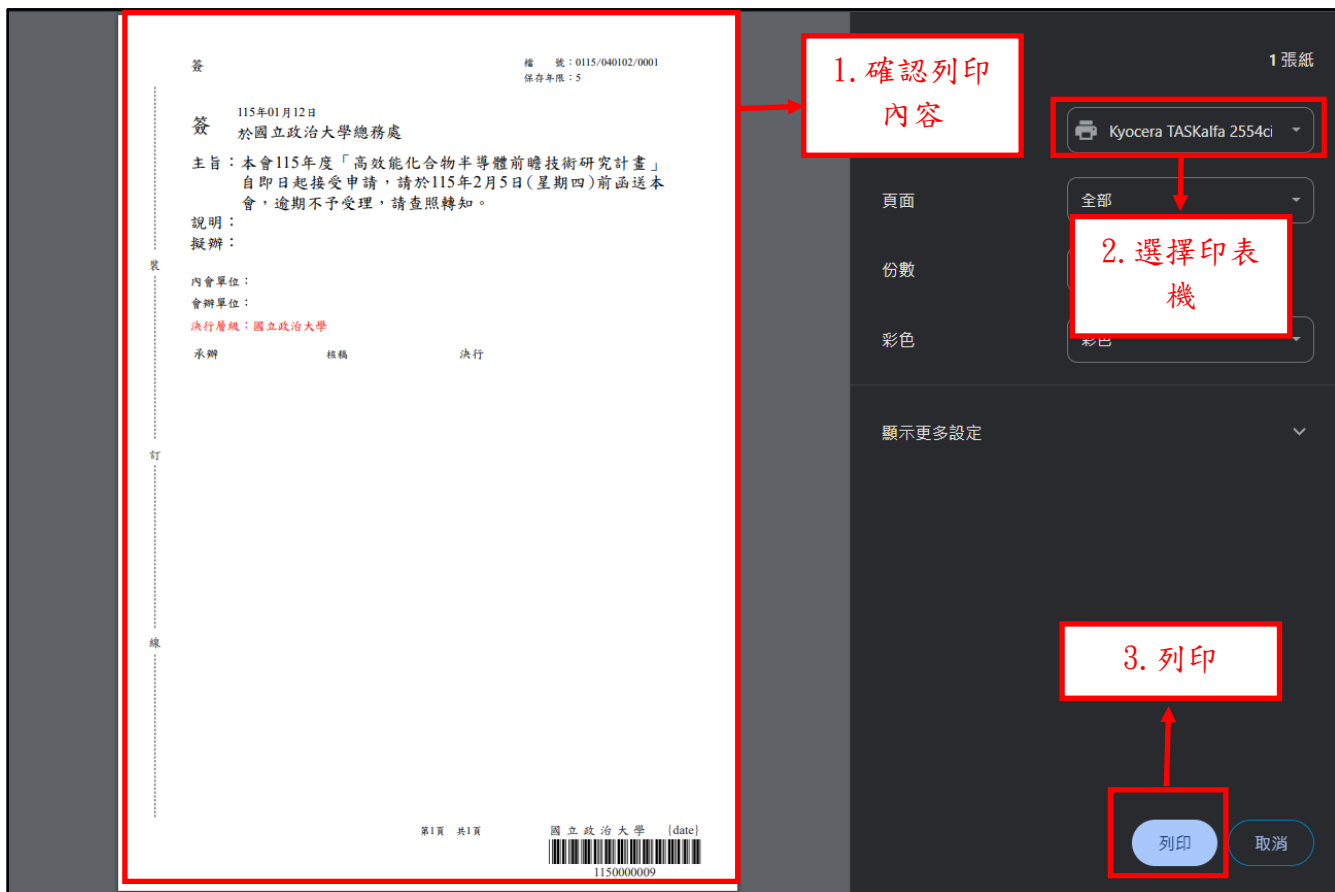 簽
檔 號：0115/040102/0001
保存年限：5
115年01月12日
簽 於國立政治大學總務處
主旨：本會115年度「高效能化合物半導體前瞻技術研究計畫」
自即日起接受申請，請於115年2月5日(星期四)前函送本
會，逾期不予受理，請查照轉知。
說明：
擬辦：
內會單位：
會辦單位：
決行層級：國立政治大學
承辦 核稿 決行
裝
訂
線
第1頁 共1頁
國立政治大學 {date}
1150000009
1.確認列印
內容
1 張紙
Kyocera TASKalfa 2554ci
頁面
全部
2.選擇印表
機
份數
彩色
顯示更多設定
3.列印
列印
取消